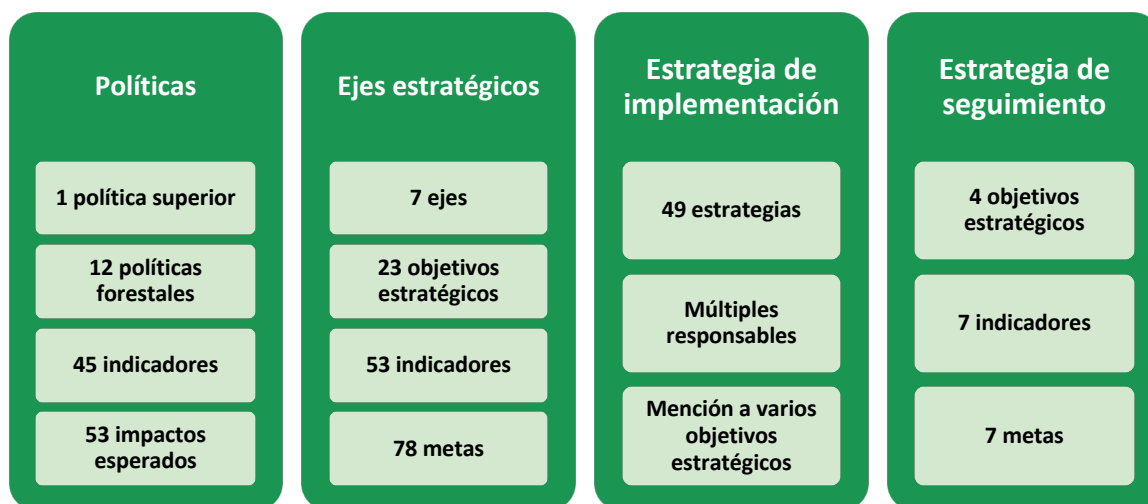 Políticas
1 política superior
12 políticas
forestales
45 indicadores
53 impactos
esperados
Ejes estratégicos
7 ejes
23 objetivos
estratégicos
53 indicadores
78 metas
Estrategia de
implementación
49 estrategias
Múltiples
responsables
Mención a varios
objetivos
estratégicos
Estrategia de
seguimiento
4 objetivos
estratégicos
7 indicadores
7 metas